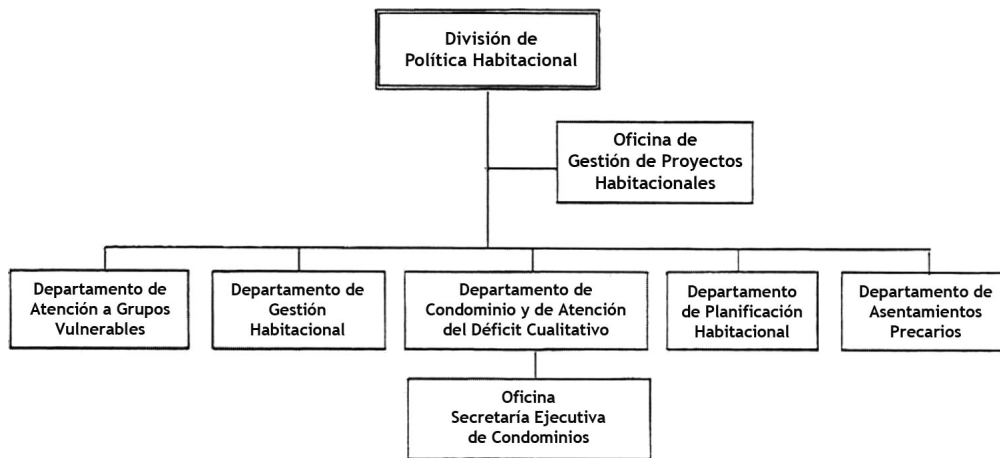 División de
Política Habitacional
Oficina de
Gestión de Proyectos
Habitacionales
Departamento de
Atención a Grupos
Vulnerables
Departamento de
Gestión
Habitacional
Departamento de
Condominio y de Atención
del Déficit Cualitativo
Departamento
de Planificación
Habitacional
Departamento de
Asentamientos
Precarios
Oficina
Secretaría Ejecutiva
de Condominios